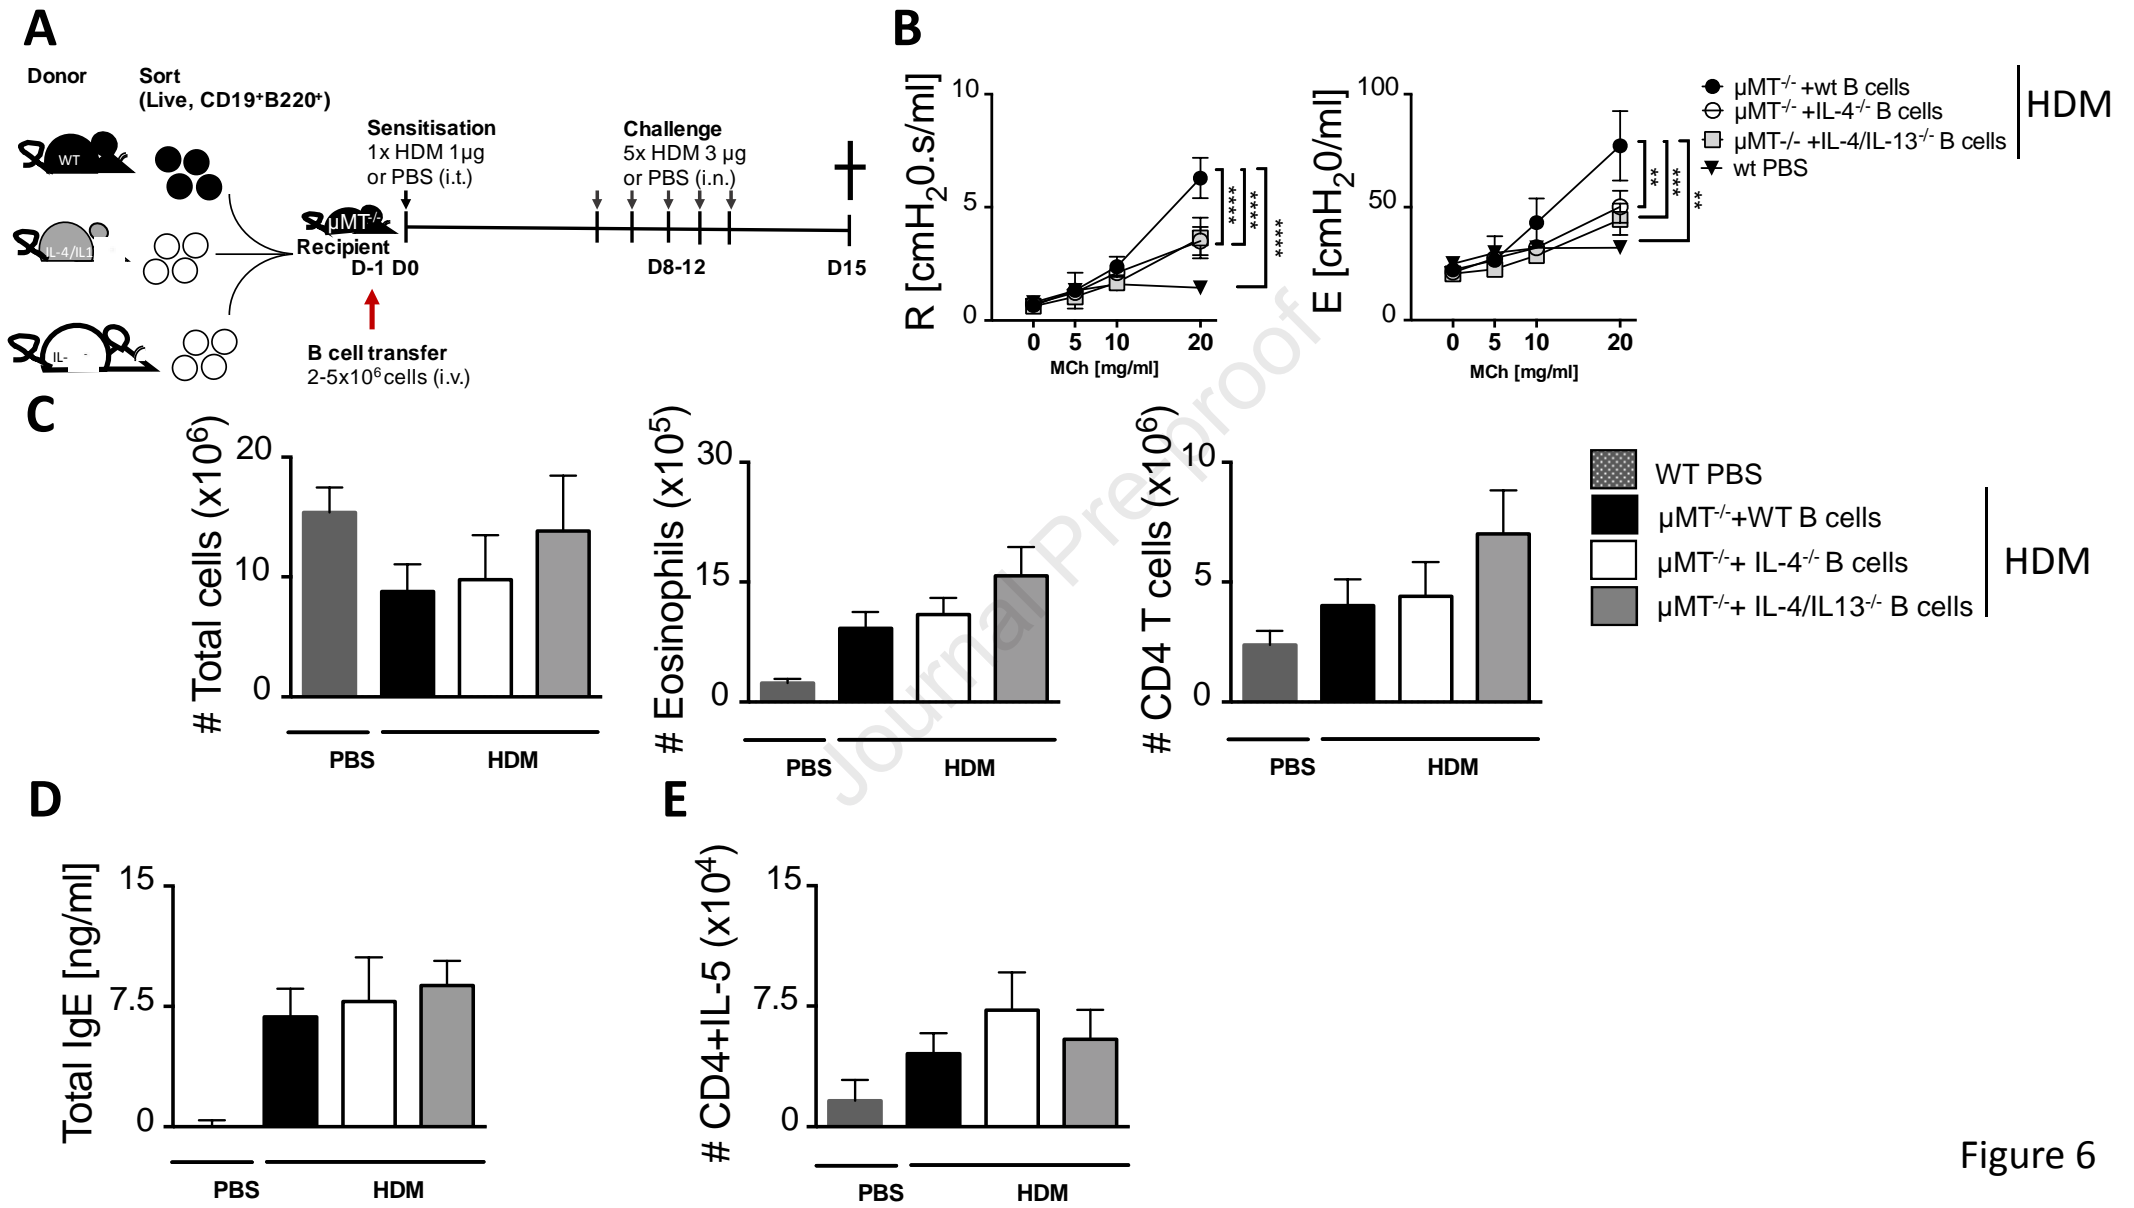 A
Donor
Sort
(Live, CD19+B220+)
WT
IL-4/IL1
IL-
Sensitisation
1x HDM 1µg
or PBS (i.t.)
Challenge
5x HDM 3 µg
or PBS (i.n.)
µMT-/-
Recipient
D-1 D0
D8-12
D15
B cell transfer
2-5x10⁶ cells (i.v.)
B
R [cmH₂0.s/ml]
10
5
0
0 5 10 20
MCh [mg/ml]
****
****
****
E [cmH₂0/ml]
100
50
0
0 5 10 20
MCh [mg/ml]
**
***
**
µMT-/- +wt B cells
µMT-/- +IL-4-/- B cells
µMT-/- +IL-4/IL-13-/- B cells
wt PBS
HDM
C
# Total cells (x10⁶)
20
10
0
PBS HDM
# Eosinophils (x10⁵)
30
15
0
PBS HDM
# CD4 T cells (x10⁶)
10
5
0
PBS HDM
WT PBS
µMT-/-+WT B cells
µMT-/-+ IL-4-/- B cells
µMT-/-+ IL-4/IL13-/- B cells
HDM
D
Total IgE [ng/ml]
15
7.5
0
PBS HDM
E
# CD4+IL-5 (x10⁴)
15
7.5
0
PBS HDM
Journal Pre-proof
Figure 6